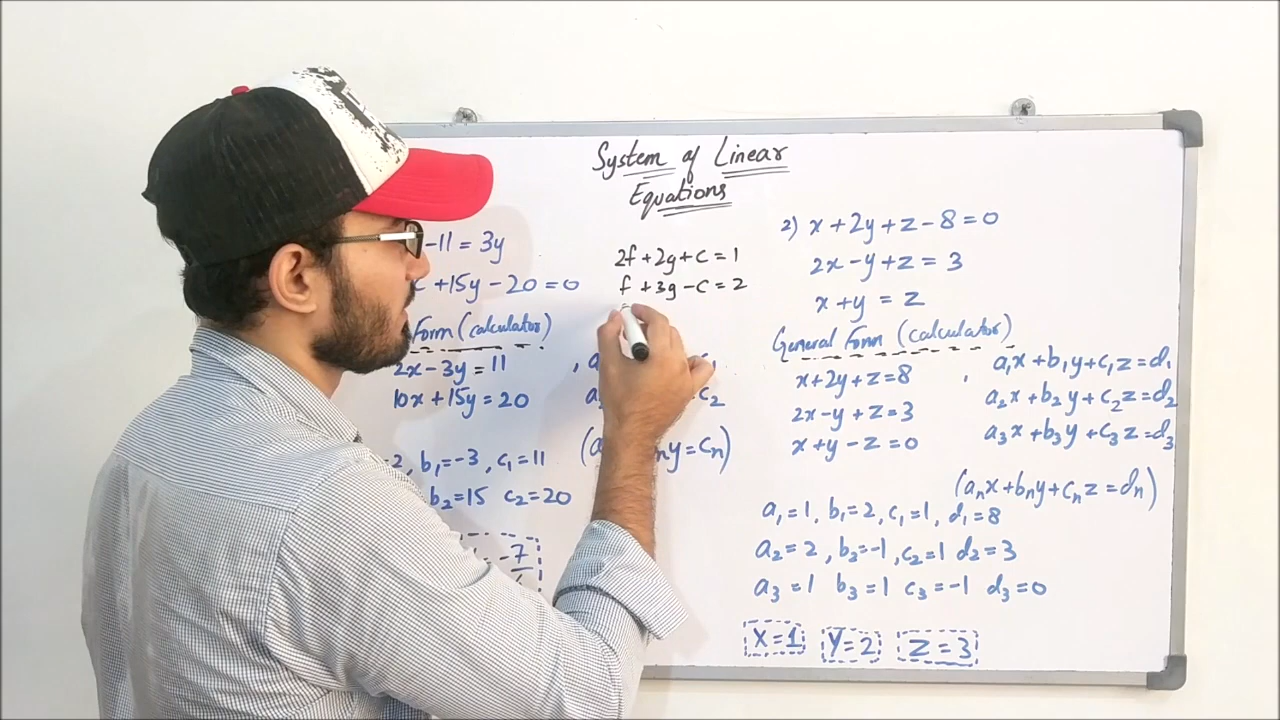 System of Linear
Equations
-11 = 3y
+15y - 20 = 0
Form (calculator)
2x - 3y = 11
10x + 15y = 20
2, b₁=-3, c₁=11
b₂=15 c₂=20
= -7
2f + 2g + c = 1
f + 3g - c = 2
, a c₁
c₂
(a ny = cₙ)
2) x + 2y + z - 8 = 0
2x - y + z = 3
x + y = z
General Form (calculator)
x + 2y + z = 8 , a₁x + b₁y + c₁z = d₁
2x - y + z = 3 a₂x + b₂y + c₂z = d₂
x + y - z = 0 a₃x + b₃y + c₃z = d₃
(aₙx + bₙy + cₙz = dₙ)
a₁=1, b₁=2, c₁=1, d₁=8
a₂=2, b₂=-1, c₂=1 d₂=3
a₃=1 b₃=1 c₃=-1 d₃=0
x=1 y=2 z=3